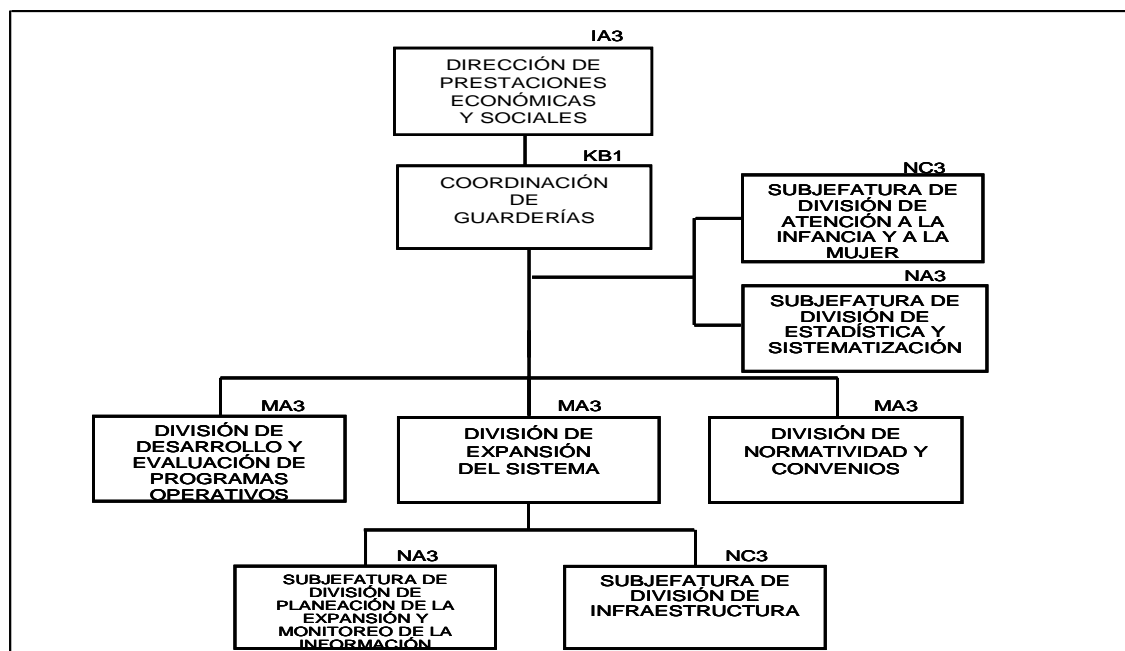 IA3
DIRECCIÓN DE
PRESTACIONES
ECONÓMICAS
Y SOCIALES
KB1
COORDINACIÓN
DE
GUARDERÍAS
NC3
SUBJEFATURA DE
DIVISIÓN DE
ATENCIÓN A LA
INFANCIA Y A LA
MUJER
NA3
SUBJEFATURA DE
DIVISIÓN DE
ESTADÍSTICA Y
SISTEMATIZACIÓN
MA3
DIVISIÓN DE
DESARROLLO Y
EVALUACIÓN DE
PROGRAMAS
OPERATIVOS
MA3
DIVISIÓN DE
EXPANSIÓN
DEL SISTEMA
MA3
DIVISIÓN DE
NORMATIVIDAD Y
CONVENIOS
NA3
SUBJEFATURA DE
DIVISIÓN DE
PLANEACIÓN DE LA
EXPANSIÓN Y
MONITOREO DE LA
INFORMACIÓN
NC3
SUBJEFATURA DE
DIVISIÓN DE
INFRAESTRUCTURA